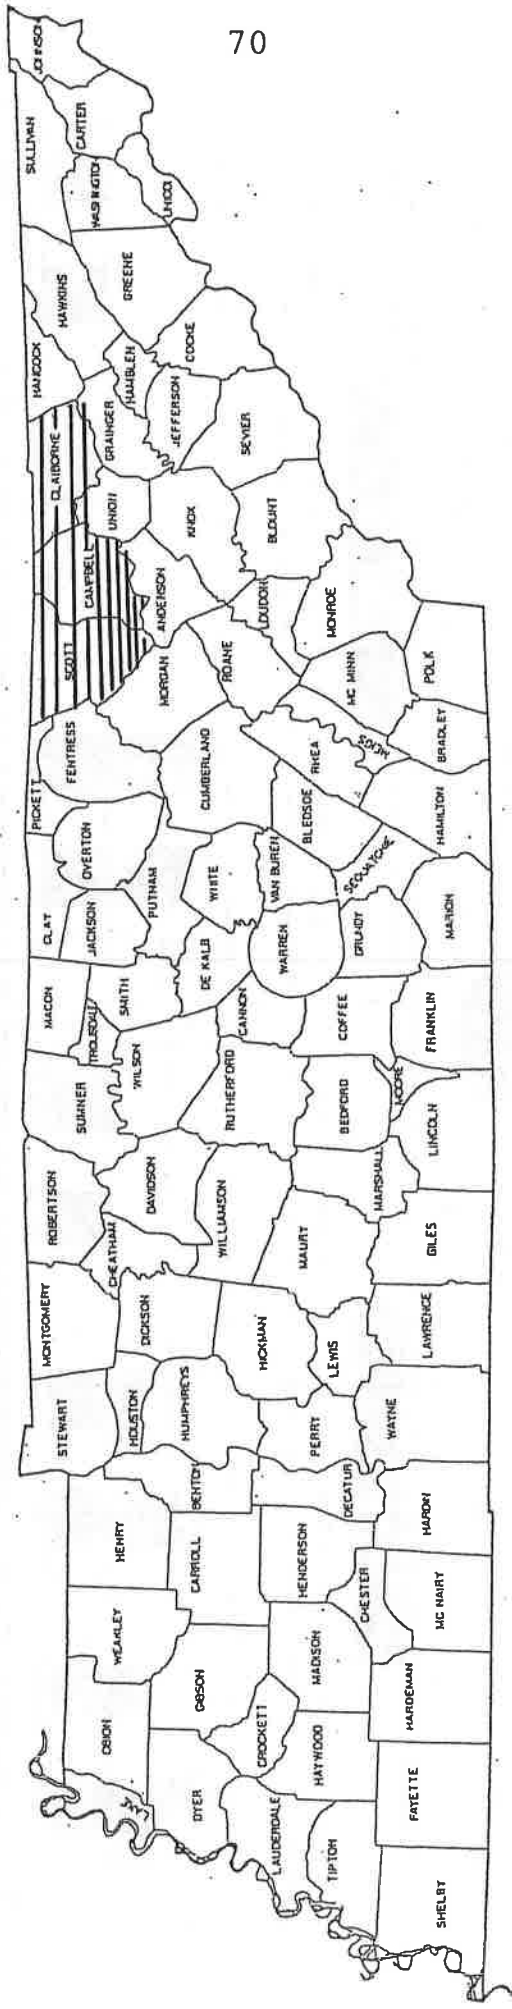 70
JOHNSON
SULLIVAN
CARTER
WASHINGTON
UNICOI
HAWKINS
GREENE
HANCOCK
HAMBLEN
COCKE
CLAIBORNE
GRAINGER
JEFFERSON
SEVIER
UNION
KNOX
BLOUNT
CAMPBELL
ANDERSON
LOUDON
MONROE
SCOTT
MORGAN
ROANE
MC MINN
POLK
PICKETT
FENTRESS
CUMBERLAND
RHEA
MEIGS
BRADLEY
OVERTON
PUTNAM
WHITE
VAN BUREN
BLEDSOE
SEQUATCHIE
HAMILTON
CLAY
JACKSON
DE KALB
WARREN
GRUNDY
MARION
MACON
TROUSDALE
SMITH
CANNON
COFFEE
FRANKLIN
SUMNER
WILSON
RUTHERFORD
BEDFORD
MOORE
LINCOLN
ROBERTSON
CHEATHAM
DAVIDSON
WILLIAMSON
MAURY
MARSHALL
GILES
MONTGOMERY
DICKSON
HICKMAN
LEWIS
LAWRENCE
STEWART
HOUSTON
HUMPHREYS
PERRY
WAYNE
HENRY
BENTON
CARROLL
HENDERSON
DECATUR
HARDIN
WEAKLEY
GIBSON
MADISON
CHESTER
MC NAIRY
OBION
LAKE
DYER
CROCKETT
HAYWOOD
HARDEMAN
LAUDERDALE
TIPTON
FAYETTE
SHELBY